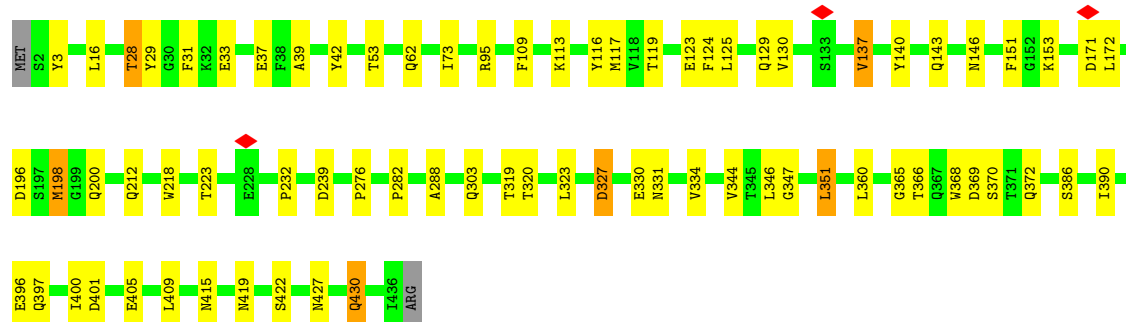 MET S2 Y3 L16 T28 Y29 G30 F31 K32 E33 E37 F38 A39 Y42 T53 Q62 I73 R95 F109 K113 Y116 M117 V118 T119 E123 F124 L125 Q129 V130 S133 V137 Y140 Q143 N146 F151 G152 K153 D171 L172
D196 S197 M198 G199 Q200 Q212 W218 T223 E228 P232 D239 P276 P282 A288 Q303 T319 T320 L323 D327 E330 N331 V334 V344 T345 L346 G347 L351 L360 G365 T366 Q367 W368 D369 S370 T371 Q372 S386 I390
E396 Q397 I400 D401 E405 L409 N415 N419 S422 N427 Q430 I436 ARG